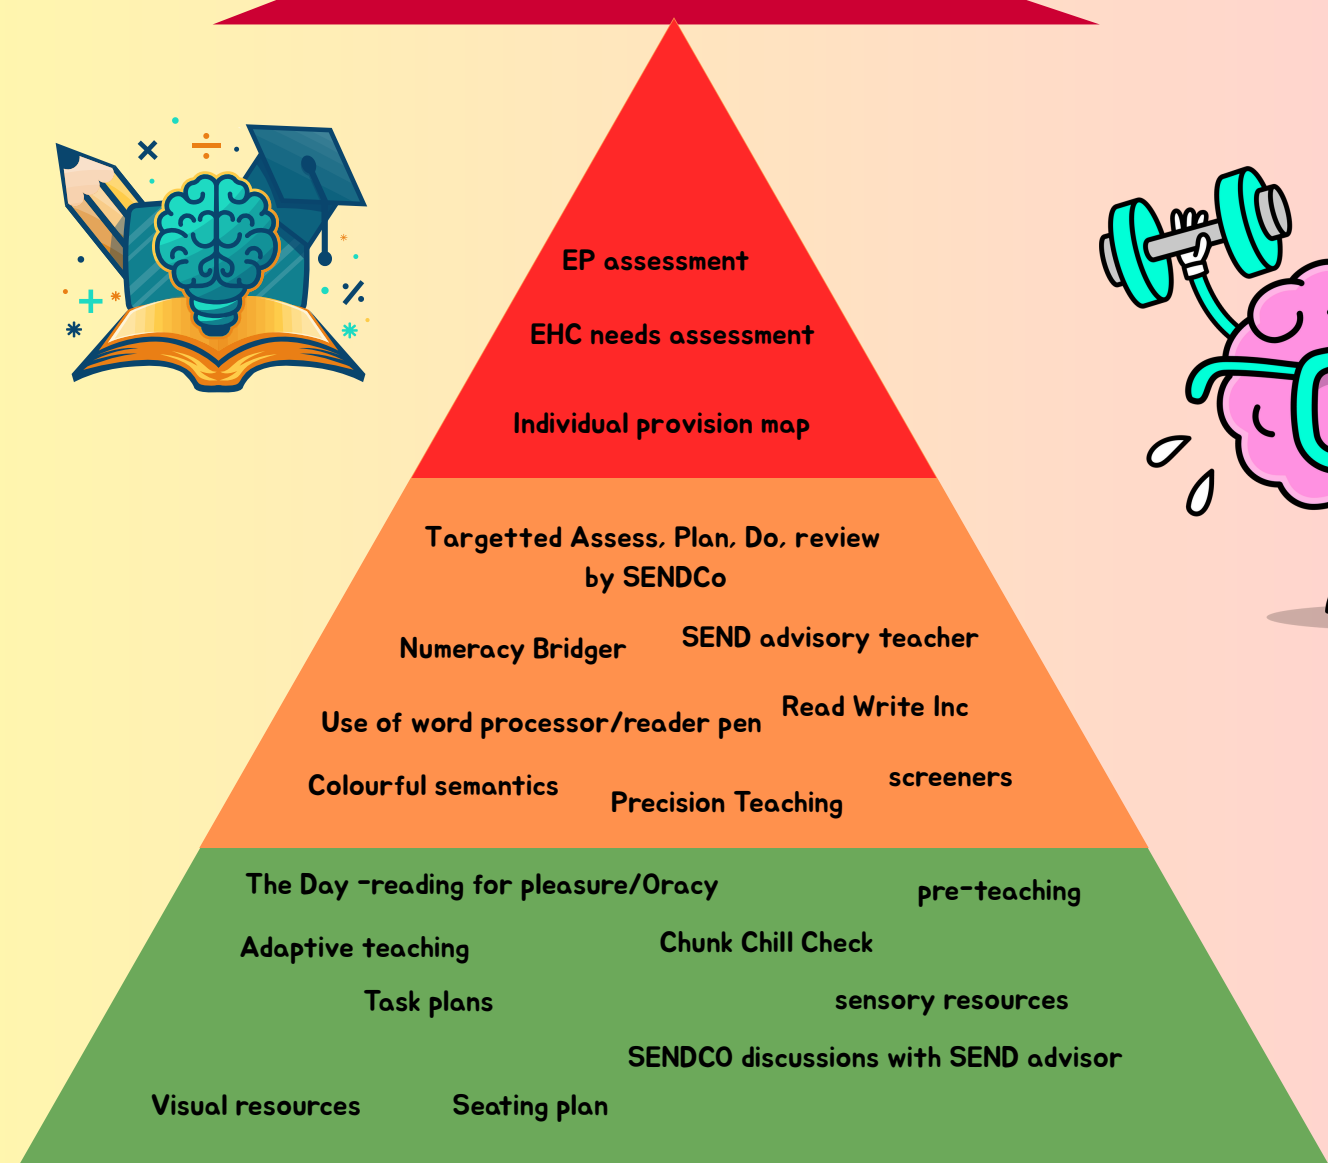 EP assessment
EHC needs assessment
Individual provision map
Targetted Assess, Plan, Do, review
by SENDCo
Numeracy Bridger
SEND advisory teacher
Use of word processor/reader pen
Read Write Inc
Colourful semantics
Precision Teaching
screeners
The Day -reading for pleasure/Oracy
pre-teaching
Adaptive teaching
Chunk Chill Check
Task plans
sensory resources
SENDCO discussions with SEND advisor
Visual resources
Seating plan